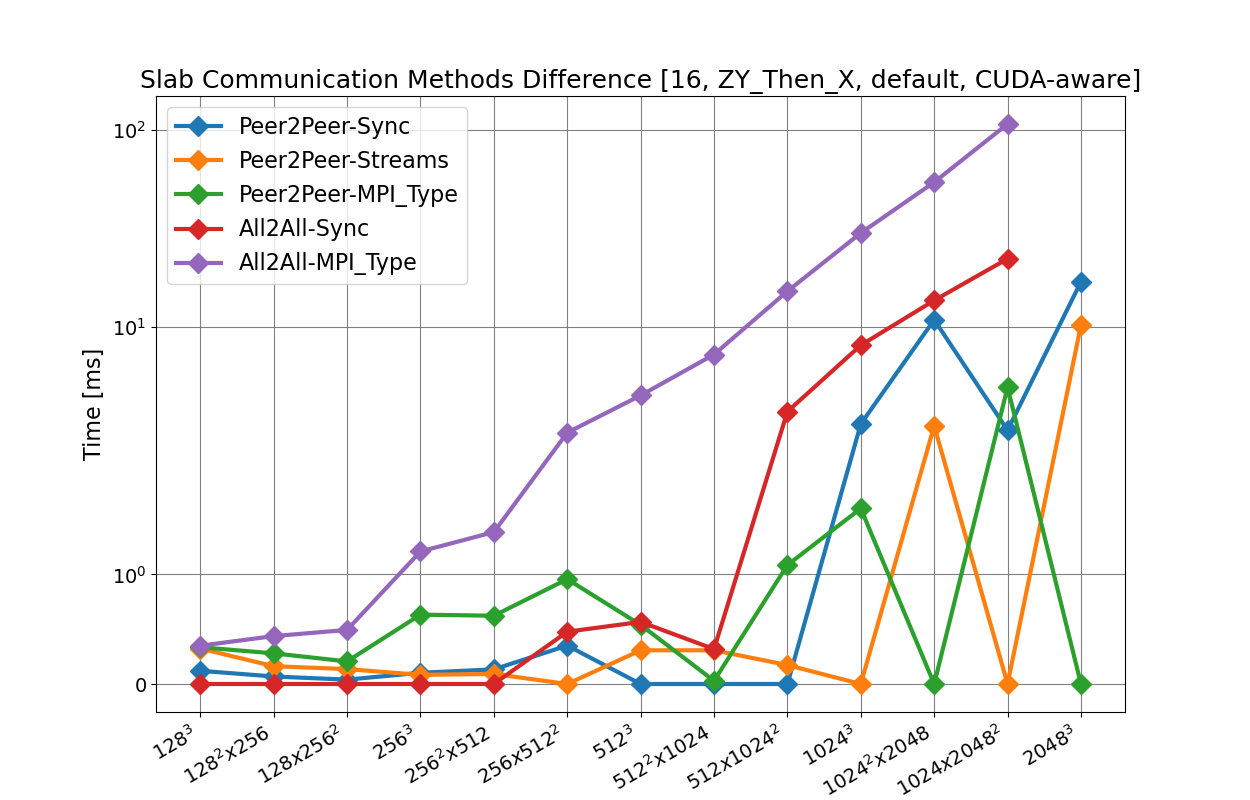 Slab Communication Methods Difference [16, ZY_Then_X, default, CUDA-aware]
Peer2Peer-Sync
Peer2Peer-Streams
Peer2Peer-MPI_Type
All2All-Sync
All2All-MPI_Type
Time [ms]
10²
10¹
10⁰
0
128³
128²x256
128x256²
256³
256²x512
256x512²
512³
512²x1024
512x1024²
1024³
1024²x2048
1024x2048²
2048³